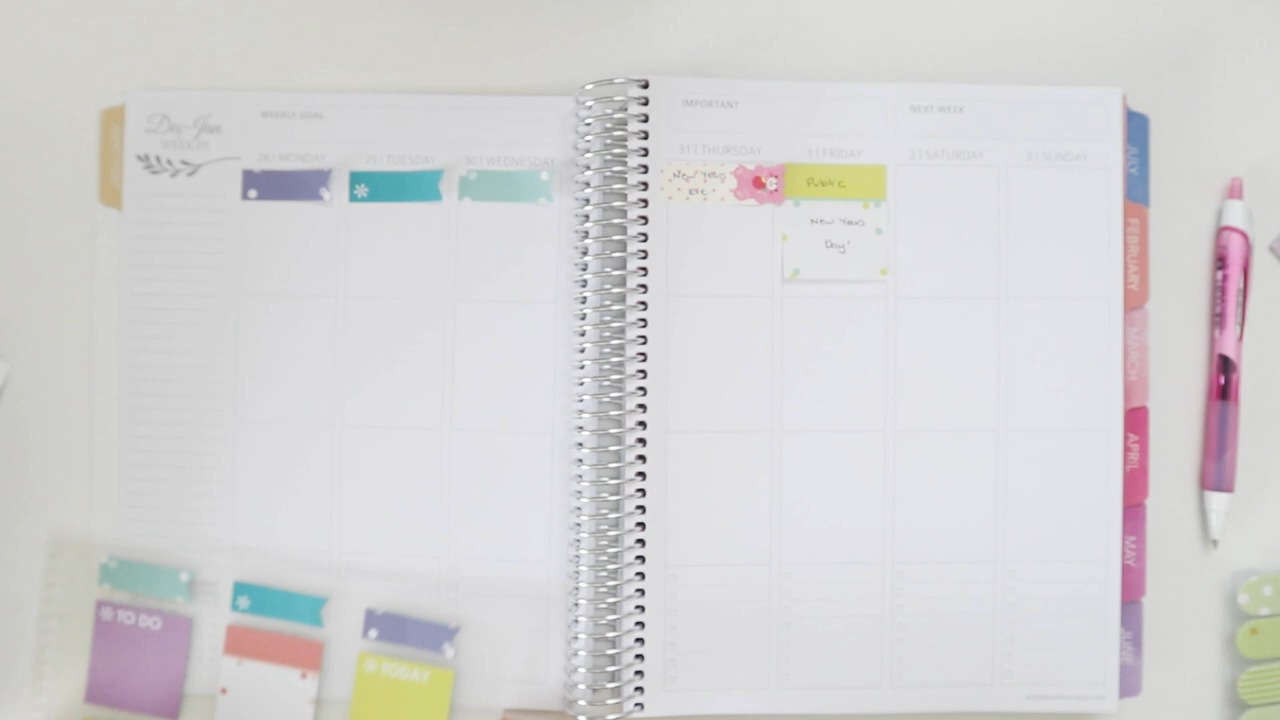 Dec-Jan
WEEK 01
WEEKLY GOAL
28 | MONDAY
29 | TUESDAY
30 | WEDNESDAY
IMPORTANT
NEXT WEEK
31 | THURSDAY
1 | FRIDAY
2 | SATURDAY
3 | SUNDAY
New Years
Eve
Public
New Years
Day!
JULY
FEBRUARY
MARCH
APRIL
MAY
JUNE
TO DO
TODAY